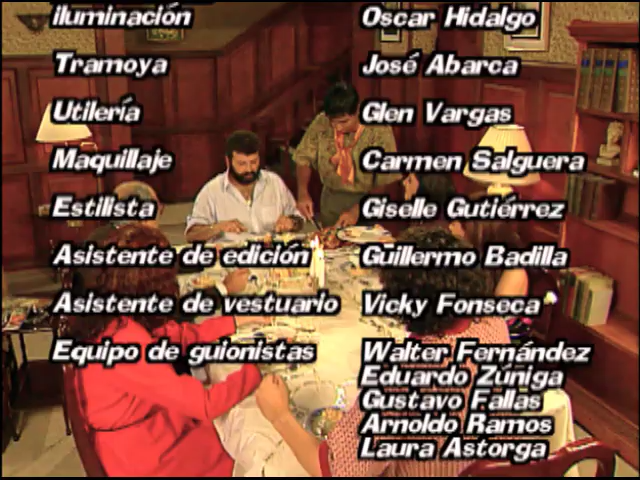 iluminación Oscar Hidalgo
Tramoya José Abarca
Utilería Glen Vargas
Maquillaje Carmen Salguera
Estilista Giselle Gutiérrez
Asistente de edición Guillermo Badilla
Asistente de vestuario Vicky Fonseca
Equipo de guionistas Walter Fernández
Eduardo Zúñiga
Gustavo Fallas
Arnoldo Ramos
Laura Astorga